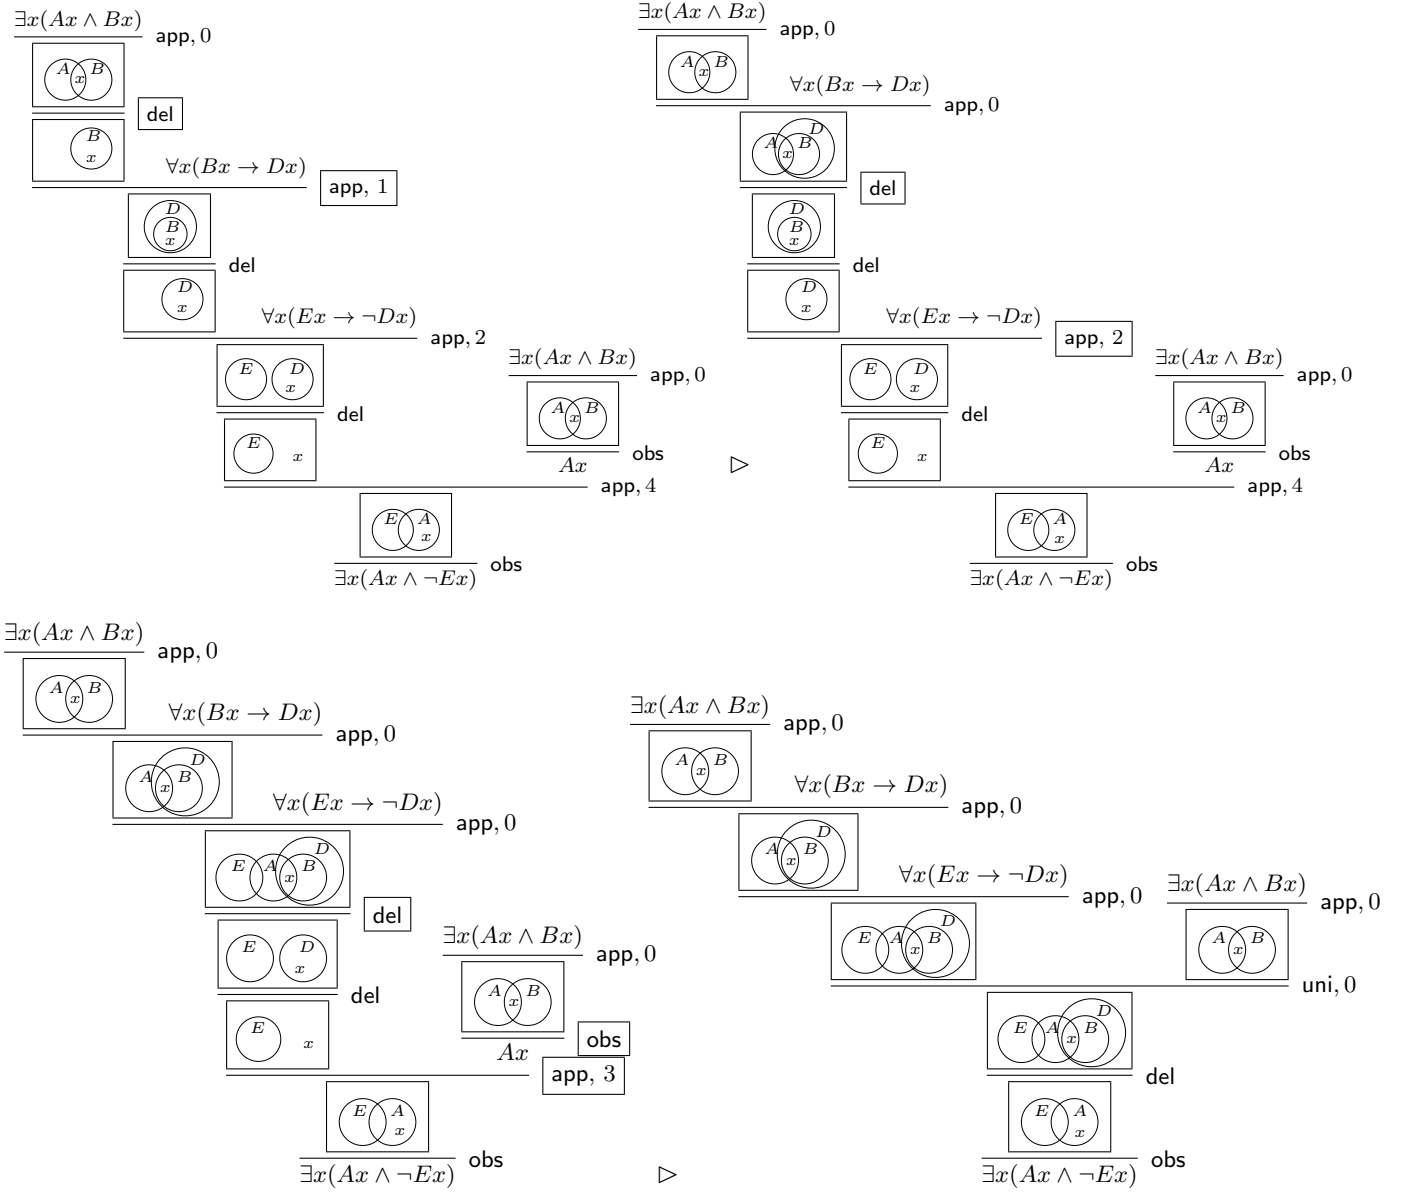 ∃x(Ax ∧ Bx)
app, 0
A x B
del
B
x
∀x(Bx → Dx)
app, 1
D
B
x
del
D
x
∀x(Ex → ¬Dx)
app, 2
E D
x
del
E x
∃x(Ax ∧ Bx)
app, 0
A x B
obs
Ax
app, 4
E A
x
obs
∃x(Ax ∧ ¬Ex)
▷
∃x(Ax ∧ Bx)
app, 0
A x B
∀x(Bx → Dx)
app, 0
D
A x B
del
D
B
x
del
D
x
∀x(Ex → ¬Dx)
app, 2
E D
x
del
E x
∃x(Ax ∧ Bx)
app, 0
A x B
obs
Ax
app, 4
E A
x
obs
∃x(Ax ∧ ¬Ex)
∃x(Ax ∧ Bx)
app, 0
A x B
∀x(Bx → Dx)
app, 0
D
A x B
∀x(Ex → ¬Dx)
app, 0
D
E A x B
del
E D
x
del
E x
∃x(Ax ∧ Bx)
app, 0
A x B
obs
Ax
app, 3
E A
x
obs
∃x(Ax ∧ ¬Ex)
▷
∃x(Ax ∧ Bx)
app, 0
A x B
∀x(Bx → Dx)
app, 0
D
A x B
∀x(Ex → ¬Dx)
app, 0
D
E A x B
∃x(Ax ∧ Bx)
app, 0
A x B
uni, 0
D
E A x B
del
E A
x
obs
∃x(Ax ∧ ¬Ex)